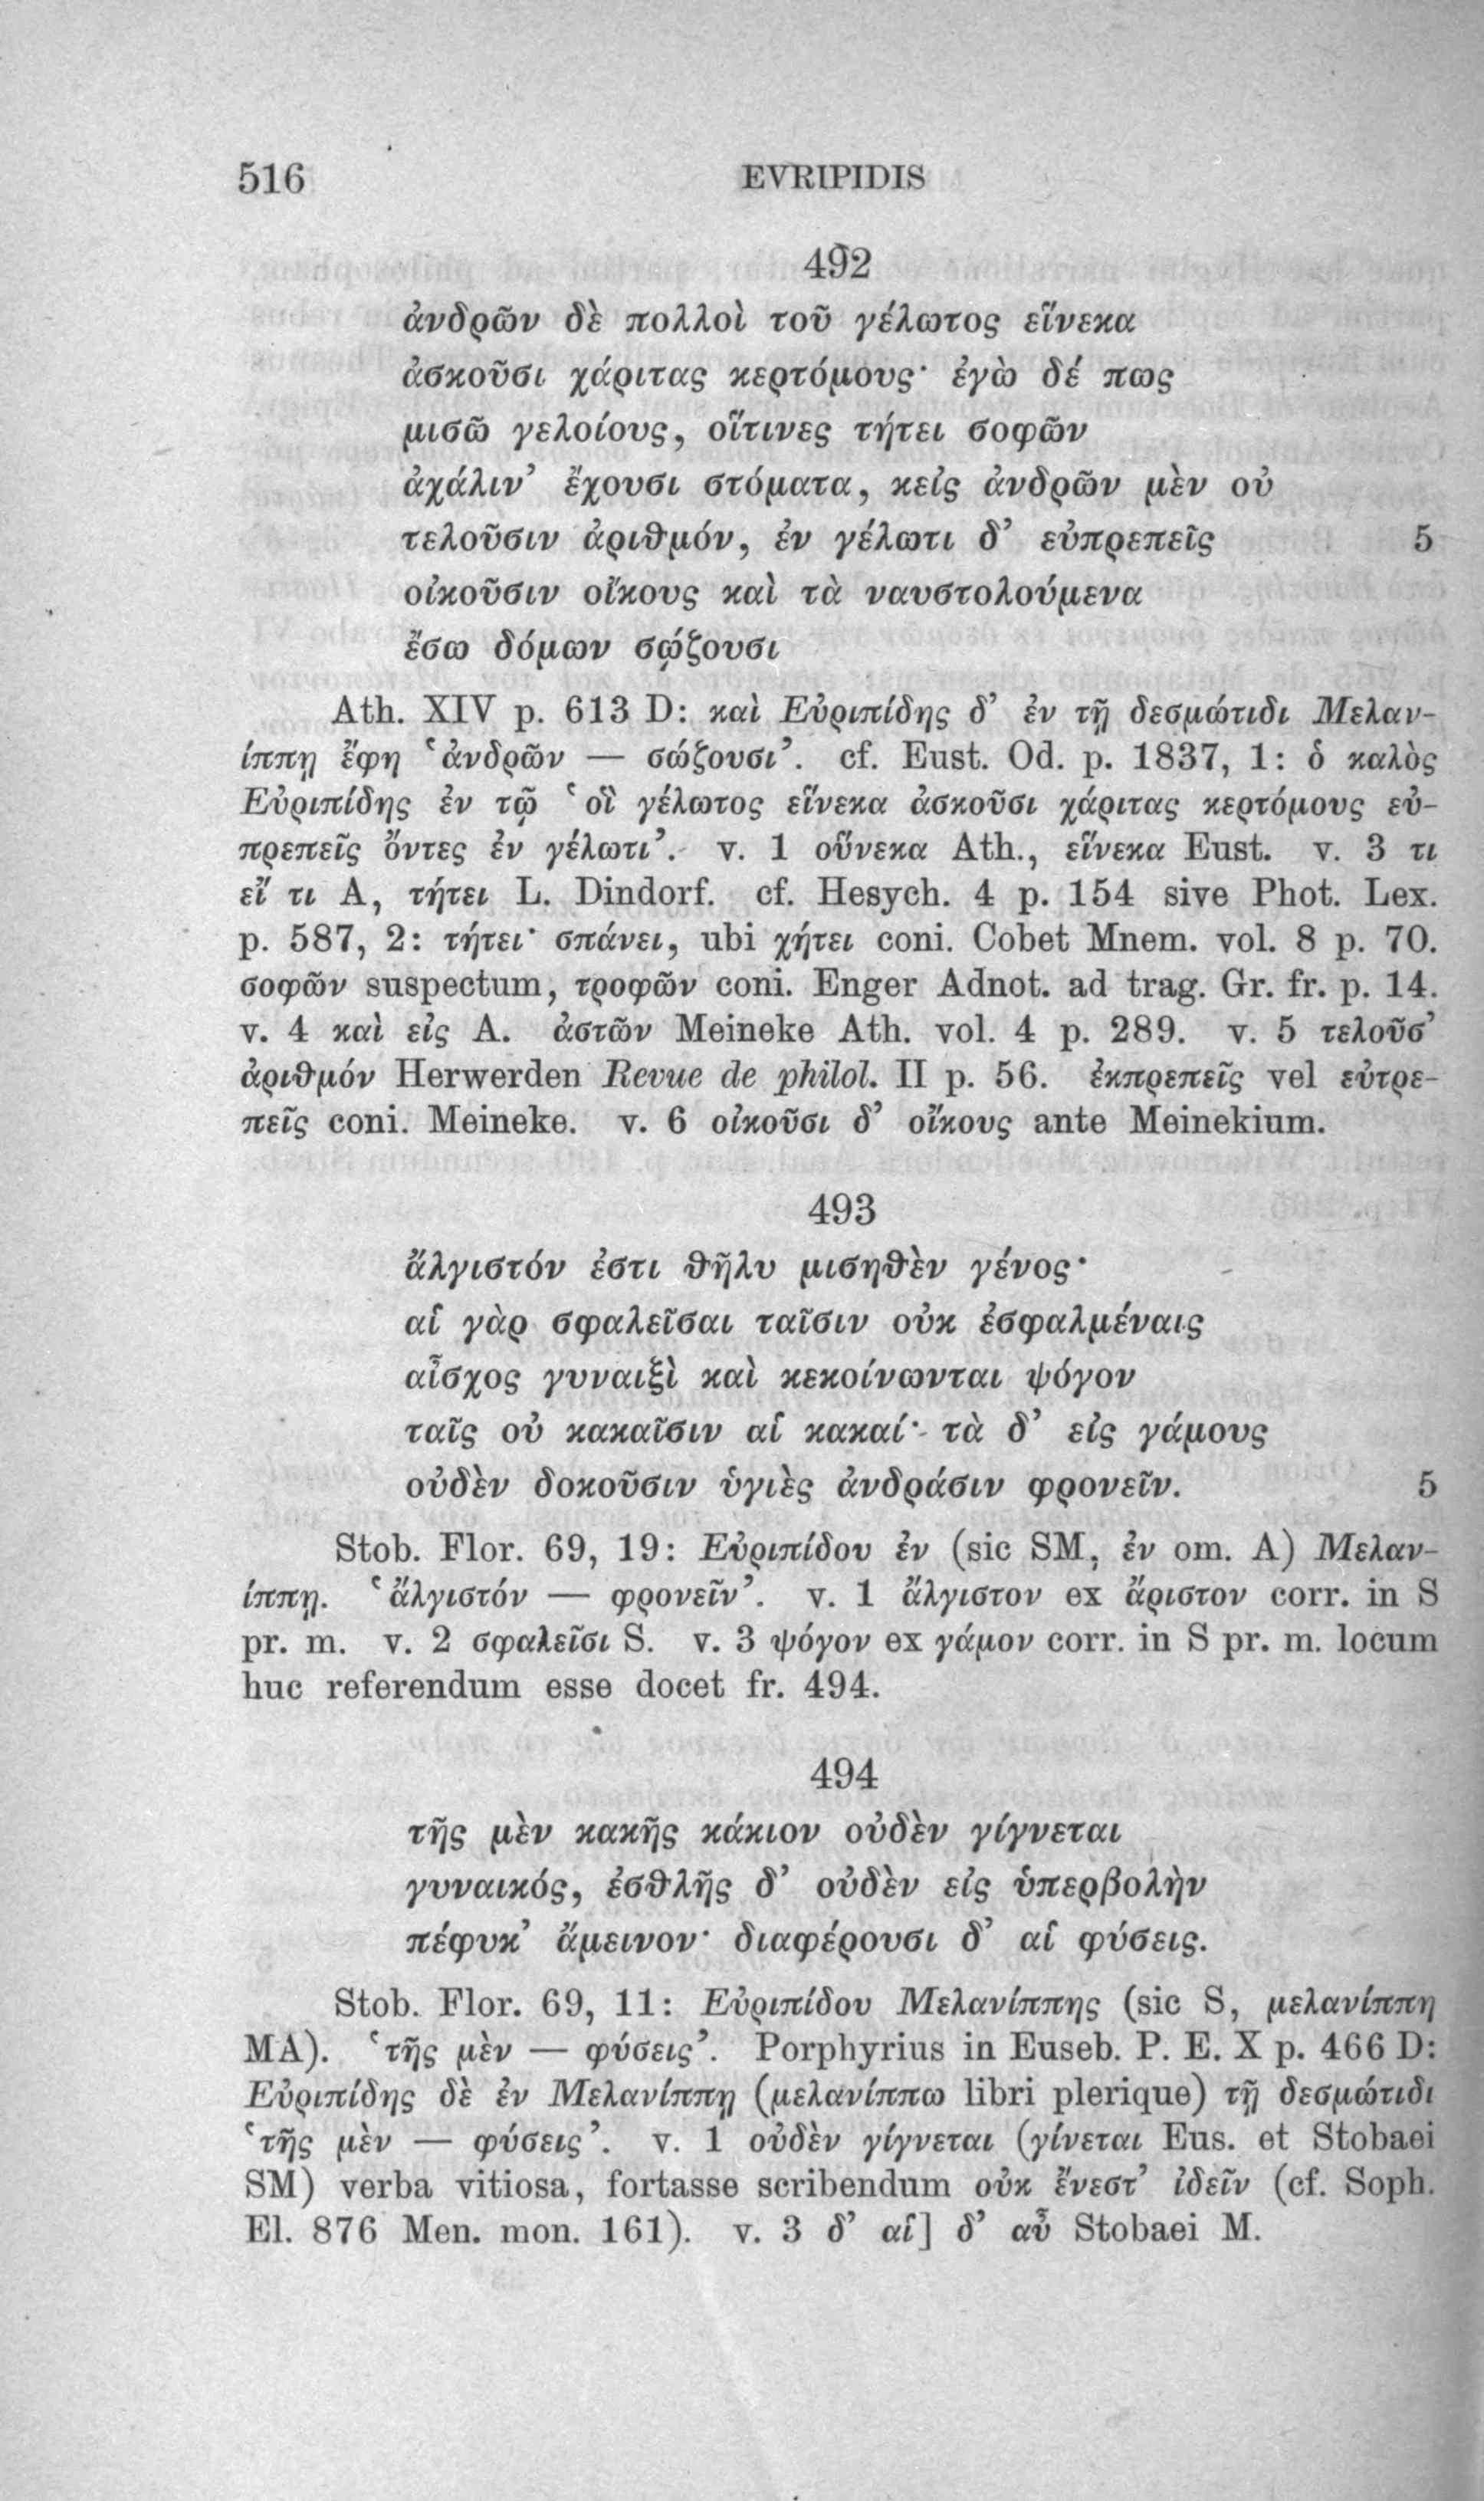 516 EVRIPIDIS
492
ἀνδρῶν δὲ πολλοὶ τοῦ γέλωτος εἵνεκα
ἀσκοῦσι χάριτας κερτόμους· ἐγὼ δέ πως
μισῶ γελοίους, οἵτινες τήτει σοφῶν
ἀχάλιν’ ἔχουσι στόματα, κεἰς ἀνδρῶν μὲν οὐ
τελοῦσιν ἀριθμόν, ἐν γέλωτι δ’ εὐπρεπεῖς 5
οἰκοῦσιν οἴκους καὶ τὰ ναυστολούμενα
ἔσω δόμων σῴζουσι
Ath. XIV p. 613 D: καὶ Εὐριπίδης δ’ ἐν τῇ δεσμώτιδι Μελαν-
ίππῃ ἔφη ‘ἀνδρῶν — σώζουσι’. cf. Eust. Od. p. 1837, 1: ὁ καλὸς
Εὐριπίδης ἐν τῷ ‘οἳ γέλωτος εἵνεκα ἀσκοῦσι χάριτας κερτόμους εὐ-
πρεπεῖς ὄντες ἐν γέλωτι’. v. 1 οὕνεκα Ath., εἵνεκα Eust. v. 3 τι
εἴ τι A, τήτει L. Dindorf. cf. Hesych. 4 p. 154 sive Phot. Lex.
p. 587, 2: τήτει· σπάνει, ubi χήτει coni. Cobet Mnem. vol. 8 p. 70.
σοφῶν suspectum, τροφῶν coni. Enger Adnot. ad trag. Gr. fr. p. 14.
v. 4 καὶ εἰς A. ἀστῶν Meineke Ath. vol. 4 p. 289. v. 5 τελοῦσ’
ἀριθμόν Herwerden Revue de philol. II p. 56. ἐκπρεπεῖς vel εὐτρε-
πεῖς coni. Meineke. v. 6 οἰκοῦσι δ’ οἴκους ante Meinekium.
493
ἄλγιστόν ἐστι θῆλυ μισηθὲν γένος·
αἱ γὰρ σφαλεῖσαι ταῖσιν οὐκ ἐσφαλμέναις
αἶσχος γυναιξὶ καὶ κεκοίνωνται ψόγον
ταῖς οὐ κακαῖσιν αἱ κακαί· τὰ δ’ εἰς γάμους
οὐδὲν δοκοῦσιν ὑγιὲς ἀνδράσιν φρονεῖν. 5
Stob. Flor. 69, 19: Εὐριπίδου ἐν (sic SM, ἐν om. A) Μελαν-
ίππῃ. ‘ἄλγιστόν — φρονεῖν’. v. 1 ἄλγιστον ex ἄριστον corr. in S
pr. m. v. 2 σφαλεῖσι S. v. 3 ψόγον ex γάμον corr. in S pr. m. locum
huc referendum esse docet fr. 494.
494
τῆς μὲν κακῆς κάκιον οὐδὲν γίγνεται
γυναικός, ἐσθλῆς δ’ οὐδὲν εἰς ὑπερβολὴν
πέφυκ’ ἄμεινον· διαφέρουσι δ’ αἱ φύσεις.
Stob. Flor. 69, 11: Εὐριπίδου Μελανίππης (sic S, μελανίππη
MA). ‘τῆς μὲν — φύσεις’. Porphyrius in Euseb. P. E. X p. 466 D:
Εὐριπίδης δὲ ἐν Μελανίππῃ (μελανίππω libri plerique) τῇ δεσμώτιδι
‘τῆς μὲν — φύσεις’. v. 1 οὐδὲν γίγνεται (γίνεται Eus. et Stobaei
SM) verba vitiosa, fortasse scribendum οὐκ ἔνεστ’ ἰδεῖν (cf. Soph.
El. 876 Men. mon. 161). v. 3 δ’ αἱ] δ’ αὖ Stobaei M.